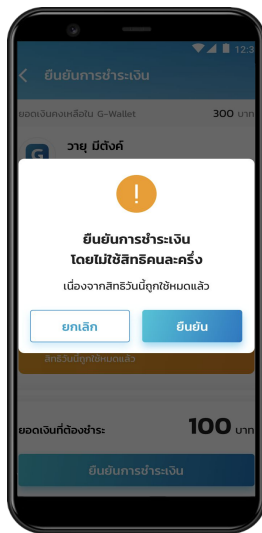 12:3
ยืนยันการชำระเงิน
ยอดเงินคงเหลือใน G-Wallet 300 บาท
G วายุ มีตังค์
!
ยืนยันการชำระเงิน
โดยไม่ใช้สิทธิคนละครึ่ง
เนื่องจากสิทธิวันนี้ถูกใช้หมดแล้ว
ยกเลิก ยืนยัน
สิทธิวันนี้ถูกใช้หมดแล้ว
ยอดเงินที่ต้องชำระ 100 บาท
ยืนยันการชำระเงิน